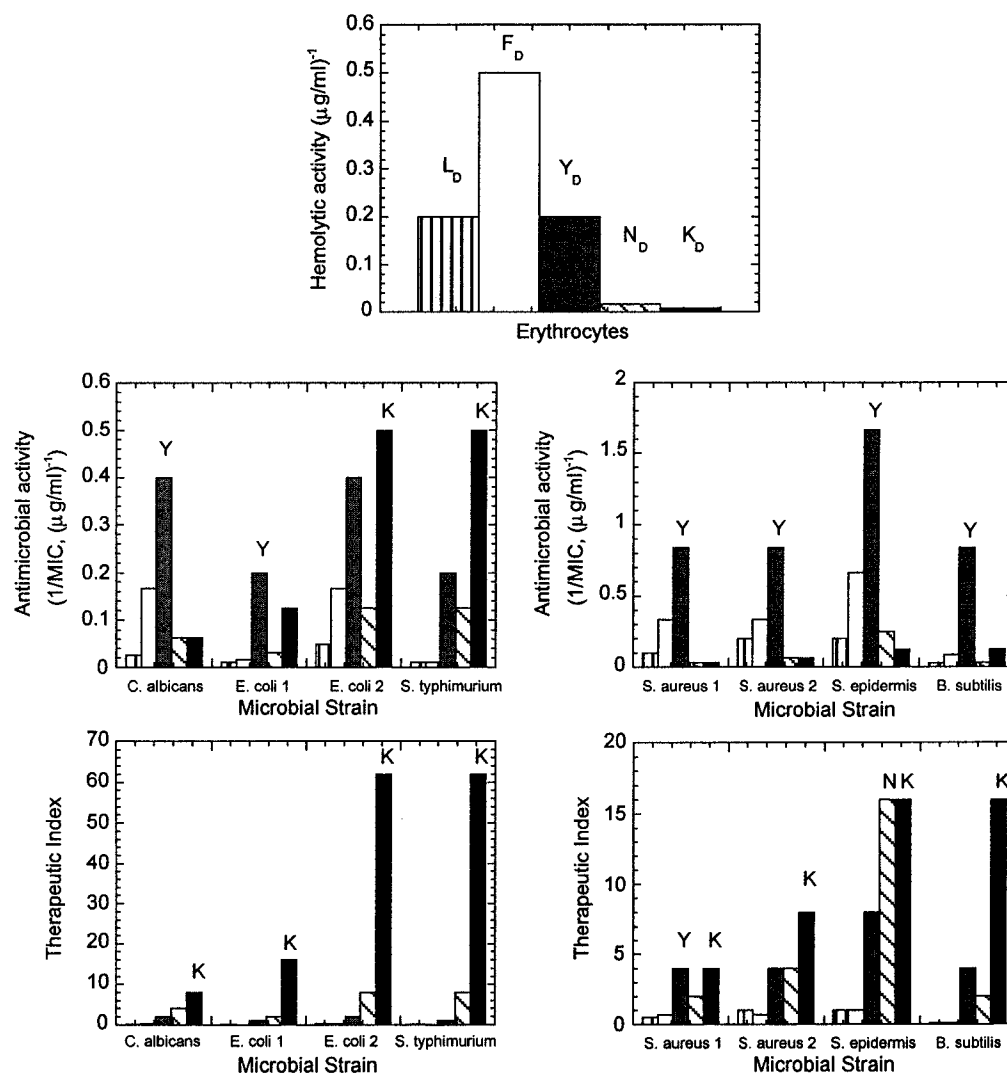 Hemolytic activity (μg/ml)⁻¹
0.6
0.5
0.4
0.3
0.2
0.1
0
L_D
F_D
Y_D
N_D
K_D
Erythrocytes
Antimicrobial activity
(1/MIC, (μg/ml)⁻¹
0.6
0.5
0.4
0.3
0.2
0.1
0
Y
Y
K
K
C. albicans
E. coli 1
E. coli 2
S. typhimurium
Microbial Strain
Antimicrobial activity
(1/MIC, (μg/ml)⁻¹
2
1.5
1
0.5
0
Y
Y
Y
Y
S. aureus 1
S. aureus 2
S. epidermis
B. subtilis
Microbial Strain
Therapeutic Index
70
60
50
40
30
20
10
0
K
K
K
K
C. albicans
E. coli 1
E. coli 2
S. typhimurium
Microbial Strain
Therapeutic Index
20
15
10
5
0
Y K
K
N K
K
S. aureus 1
S. aureus 2
S. epidermis
B. subtilis
Microbial Strain